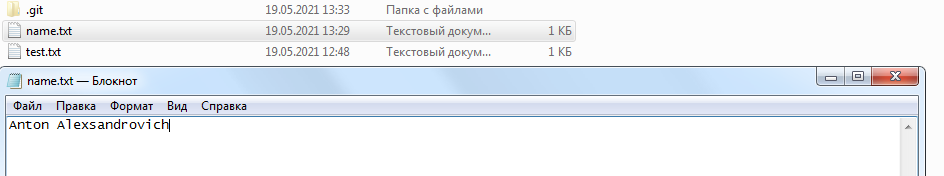 .git 19.05.2021 13:33 Папка с файлами
name.txt 19.05.2021 13:29 Текстовый докум... 1 КБ
test.txt 19.05.2021 12:48 Текстовый докум... 1 КБ
name.txt — Блокнот
Файл Правка Формат Вид Справка
Anton Alexsandrovich